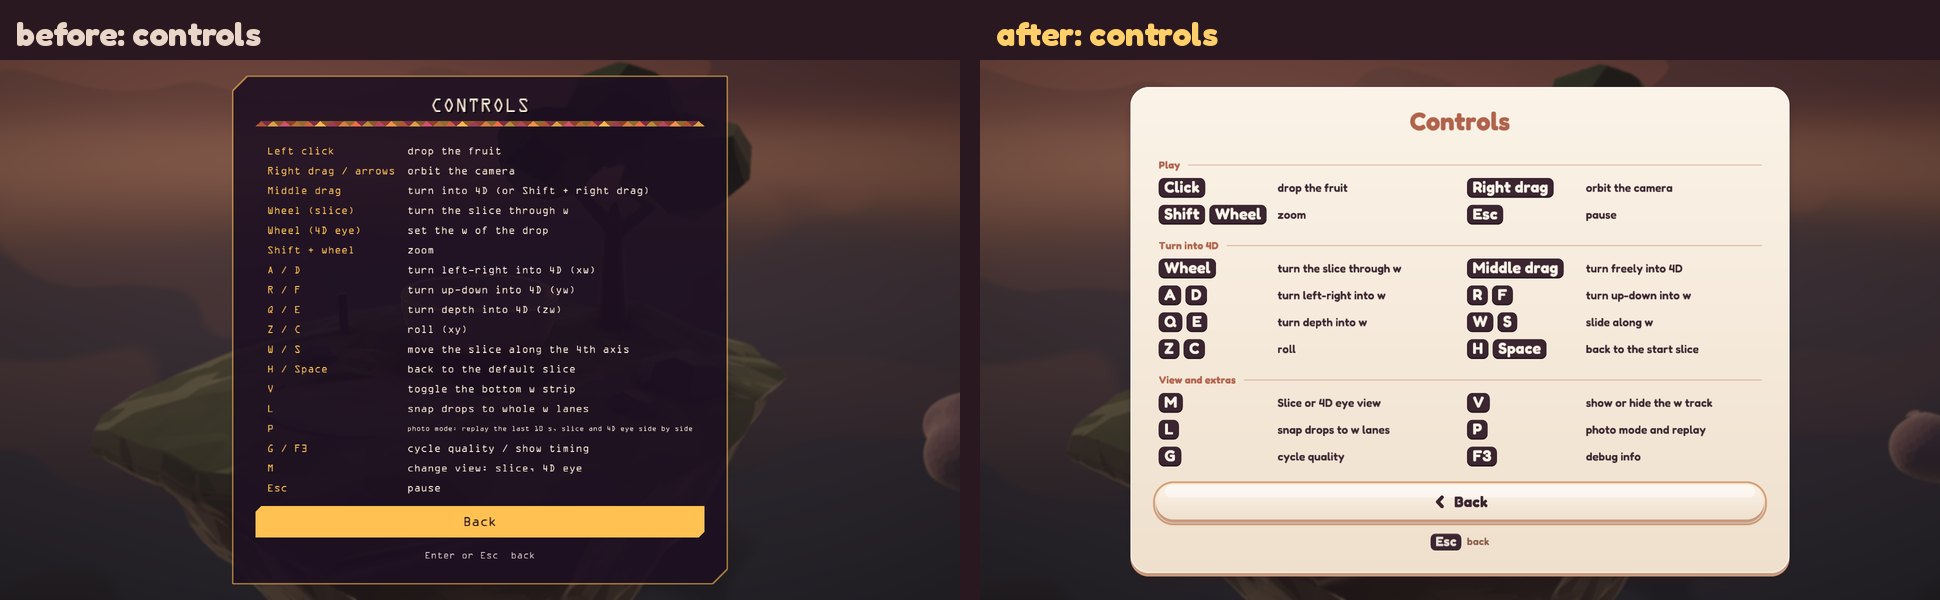 before: controls
CONTROLS
Left click drop the fruit
Right drag / arrows orbit the camera
Middle drag turn into 4D (or Shift + right drag)
Wheel (slice) turn the slice through w
Wheel (4D eye) set the w of the drop
Shift + wheel zoom
A / D turn left-right into 4D (xw)
R / F turn up-down into 4D (yw)
Q / E turn depth into 4D (zw)
Z / C roll (xy)
W / S move the slice along the 4th axis
H / Space back to the default slice
V toggle the bottom w strip
L snap drops to whole w lanes
P photo mode: replay the last 10 s, slice and 4D eye side by side
G / F3 cycle quality / show timing
M change view: slice, 4D eye
Esc pause
Back
Enter or Esc back
after: controls
Controls
Play
Click drop the fruit Right drag orbit the camera
Shift Wheel zoom Esc pause
Turn into 4D
Wheel turn the slice through w Middle drag turn freely into 4D
A D turn left-right into w R F turn up-down into w
Q E turn depth into w W S slide along w
Z C roll H Space back to the start slice
View and extras
M Slice or 4D eye view V show or hide the w track
L snap drops to w lanes P photo mode and replay
G cycle quality F3 debug info
Back
Esc back